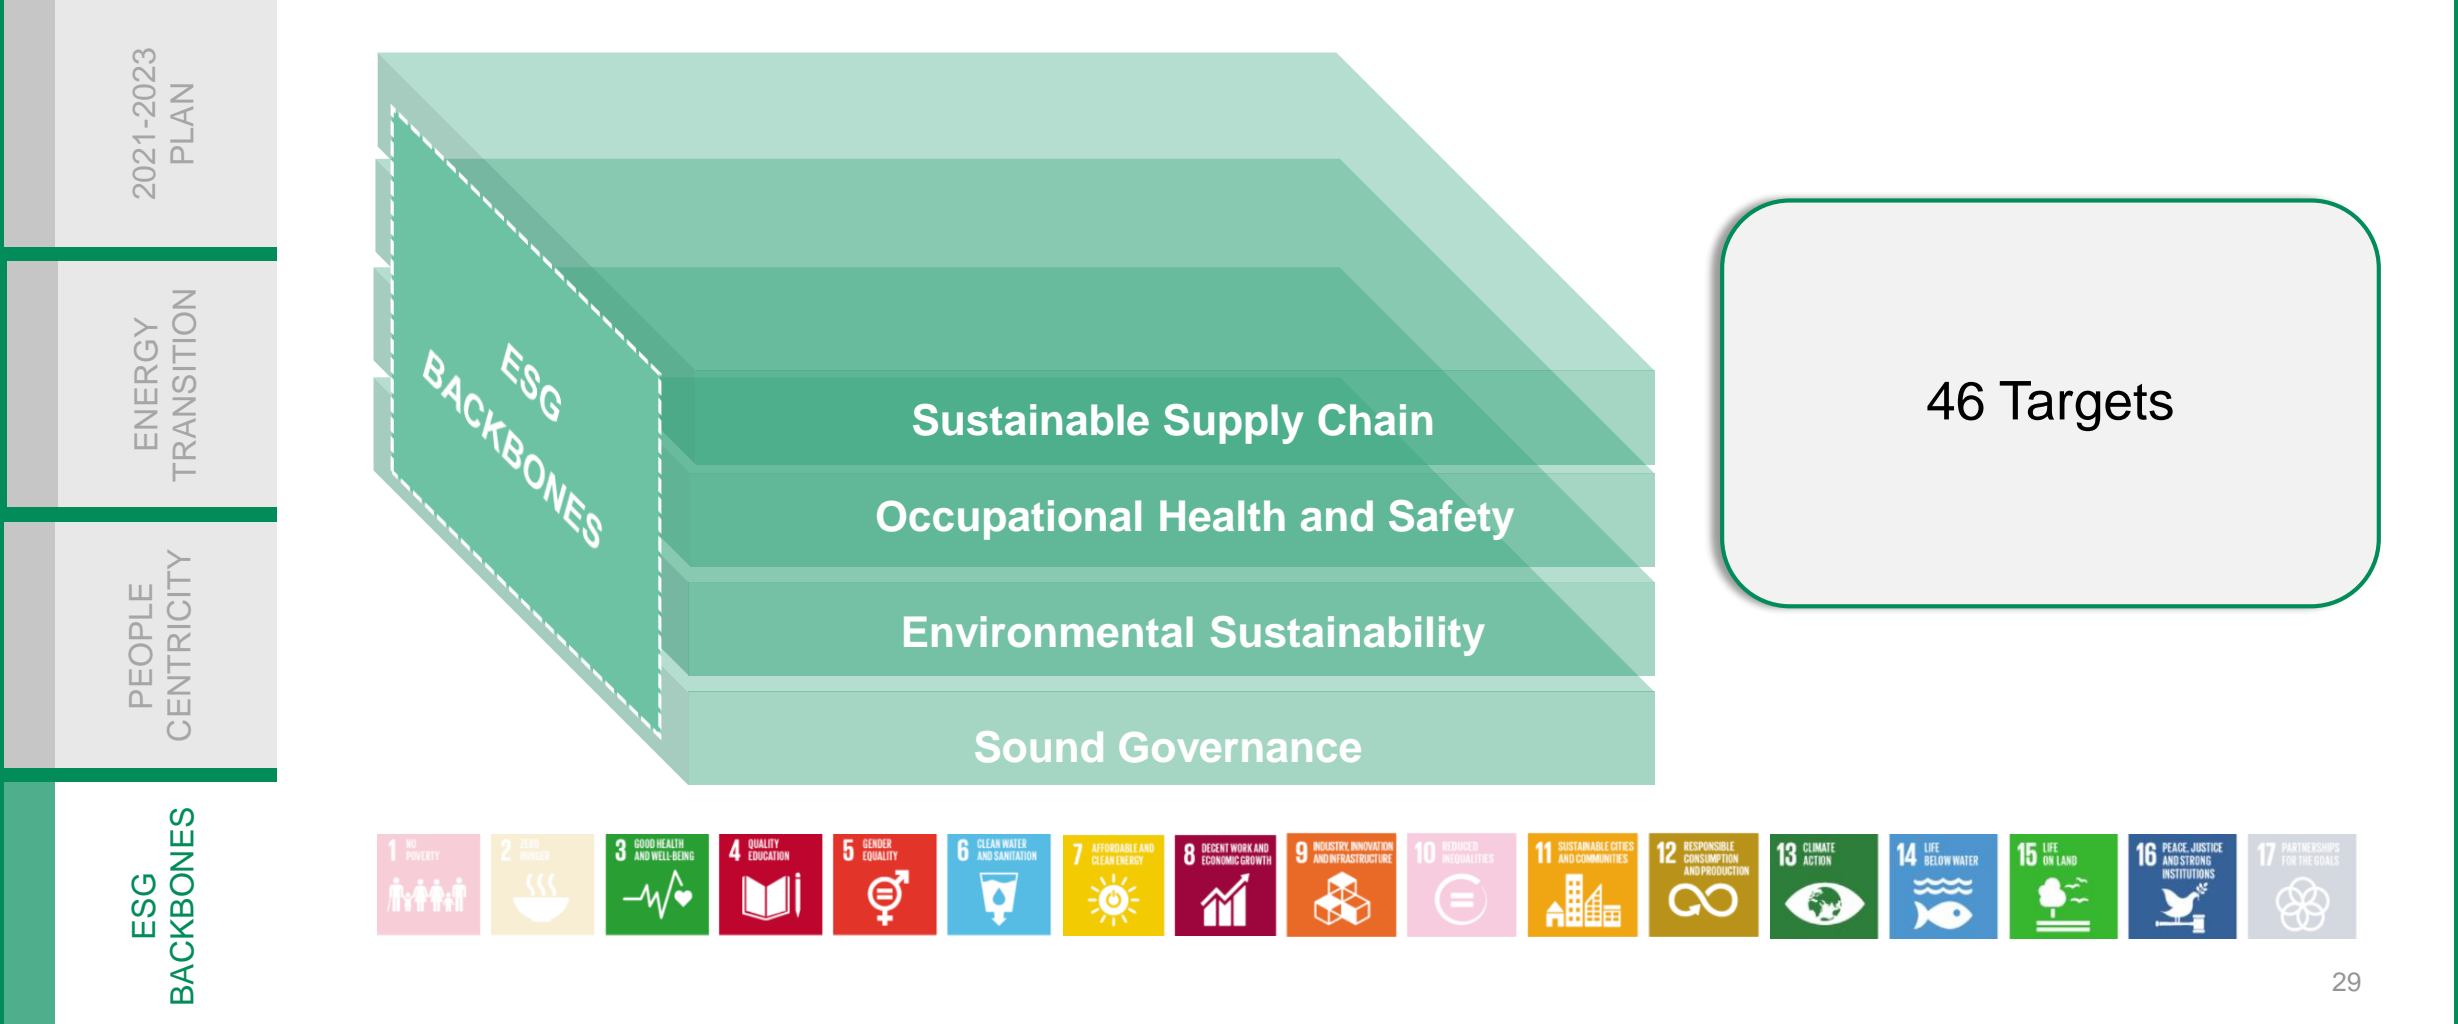 2021-2023
PLAN
ENERGY
TRANSITION
PEOPLE
CENTRICITY
ESG
BACKBONES
ESG
BACKBONES
Sustainable Supply Chain
Occupational Health and Safety
Environmental Sustainability
Sound Governance
46 Targets
1 NO
POVERTY
2 ZERO
HUNGER
3 GOOD HEALTH
AND WELL-BEING
4 QUALITY
EDUCATION
5 GENDER
EQUALITY
6 CLEAN WATER
AND SANITATION
7 AFFORDABLE AND
CLEAN ENERGY
8 DECENT WORK AND
ECONOMIC GROWTH
9 INDUSTRY, INNOVATION
AND INFRASTRUCTURE
10 REDUCED
INEQUALITIES
11 SUSTAINABLE CITIES
AND COMMUNITIES
12 RESPONSIBLE
CONSUMPTION
AND PRODUCTION
13 CLIMATE
ACTION
14 LIFE
BELOW WATER
15 LIFE
ON LAND
16 PEACE, JUSTICE
AND STRONG
INSTITUTIONS
17 PARTNERSHIPS
FOR THE GOALS
29